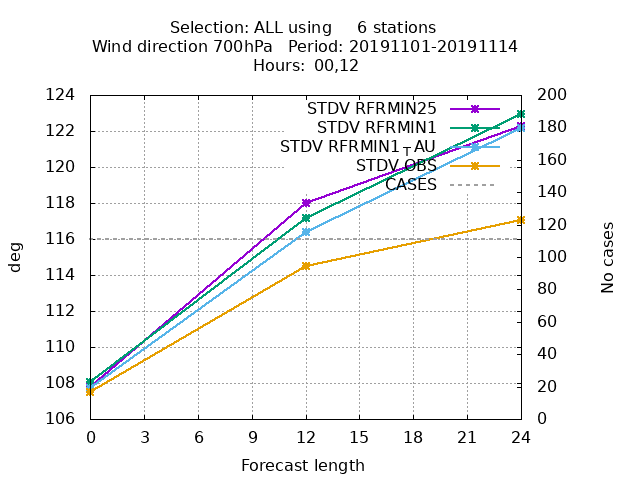 Selection: ALL using     6 stations
Wind direction 700hPa   Period: 20191101-20191114
Hours:  00,12
STDV RFRMIN25
STDV RFRMIN1
STDV RFRMIN1_TAU
STDV OBS
CASES
124
122
120
118
116
114
112
110
108
106
200
180
160
140
120
100
80
60
40
20
0
deg
No cases
0 3 6 9 12 15 18 21 24
Forecast length